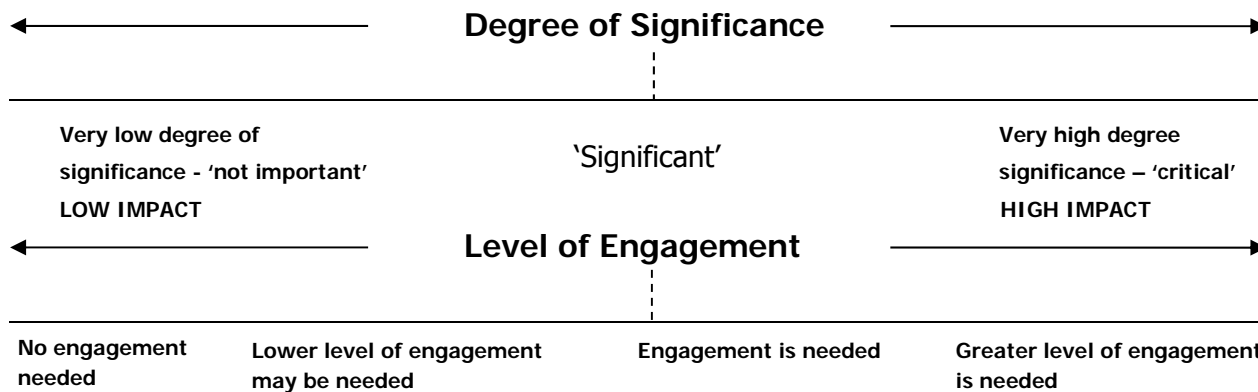 Degree of Significance
Very low degree of
significance - ‘not important’
LOW IMPACT
‘Significant’
Very high degree
significance – ‘critical’
HIGH IMPACT
Level of Engagement
No engagement
needed
Lower level of engagement
may be needed
Engagement is needed
Greater level of engagement
is needed